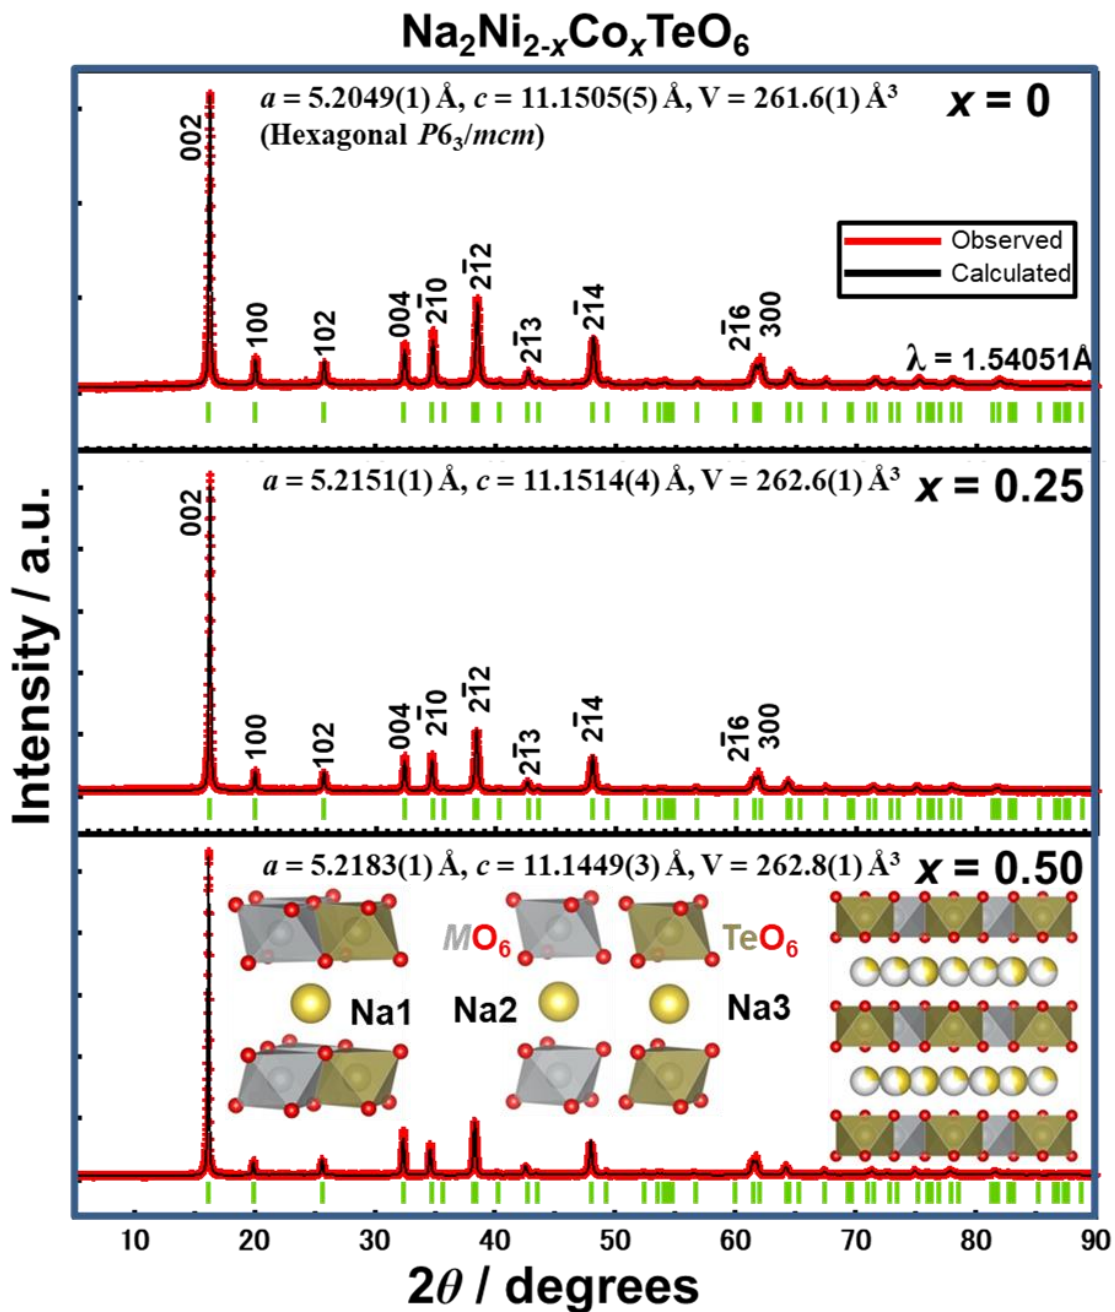 Na₂Ni₂₋ₓCoₓTeO₆
a = 5.2049(1) Å, c = 11.1505(5) Å, V = 261.6(1) Å³
(Hexagonal P6₃/mcm)
x = 0
002
100
102
004
21̅0
21̅2
21̅3
21̅4
21̅6
300
Observed
Calculated
λ = 1.54051Å
a = 5.2151(1) Å, c = 11.1514(4) Å, V = 262.6(1) Å³
x = 0.25
002
100
102
004
21̅0
21̅2
21̅3
21̅4
21̅6
300
a = 5.2183(1) Å, c = 11.1449(3) Å, V = 262.8(1) Å³
x = 0.50
MO₆
TeO₆
Na1
Na2
Na3
Intensity / a.u.
10 20 30 40 50 60 70 80 90
2θ / degrees